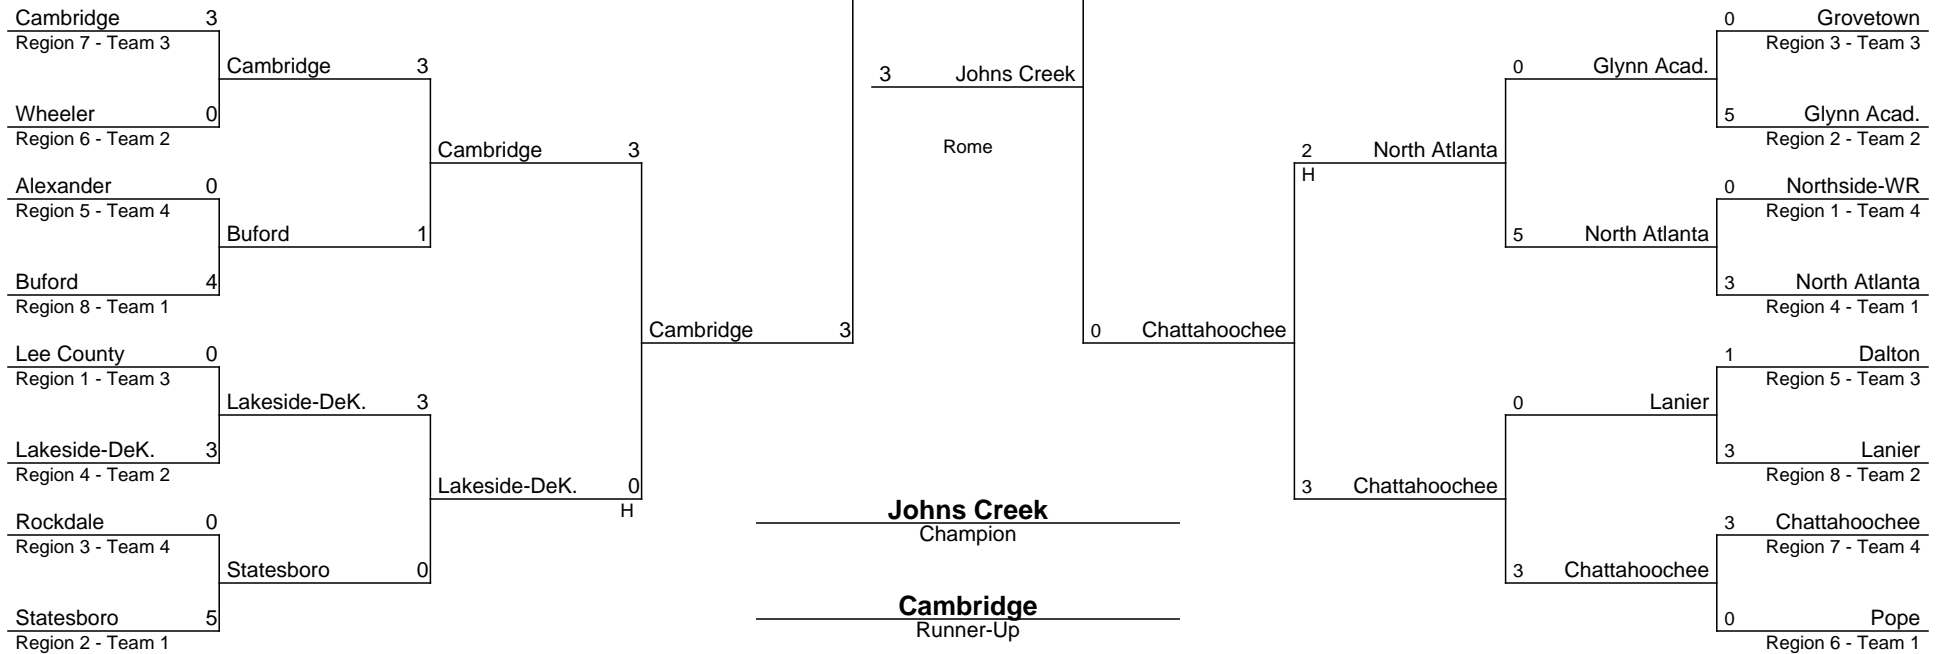 Cambridge 3
Region 7 - Team 3
Wheeler 0
Region 6 - Team 2
Alexander 0
Region 5 - Team 4
Buford 4
Region 8 - Team 1
Lee County 0
Region 1 - Team 3
Lakeside-DeK. 3
Region 4 - Team 2
Rockdale 0
Region 3 - Team 4
Statesboro 5
Region 2 - Team 1
Cambridge 3
Buford 1
Lakeside-DeK. 3
Statesboro 0
Cambridge 3
Lakeside-DeK. 0
H
Cambridge 3
3 Johns Creek
Rome
Johns Creek
Champion
Cambridge
Runner-Up
0 Chattahoochee
2 North Atlanta
H
3 Chattahoochee
0 Glynn Acad.
5 North Atlanta
0 Lanier
3 Chattahoochee
0 Grovetown
Region 3 - Team 3
5 Glynn Acad.
Region 2 - Team 2
0 Northside-WR
Region 1 - Team 4
3 North Atlanta
Region 4 - Team 1
1 Dalton
Region 5 - Team 3
3 Lanier
Region 8 - Team 2
3 Chattahoochee
Region 7 - Team 4
0 Pope
Region 6 - Team 1